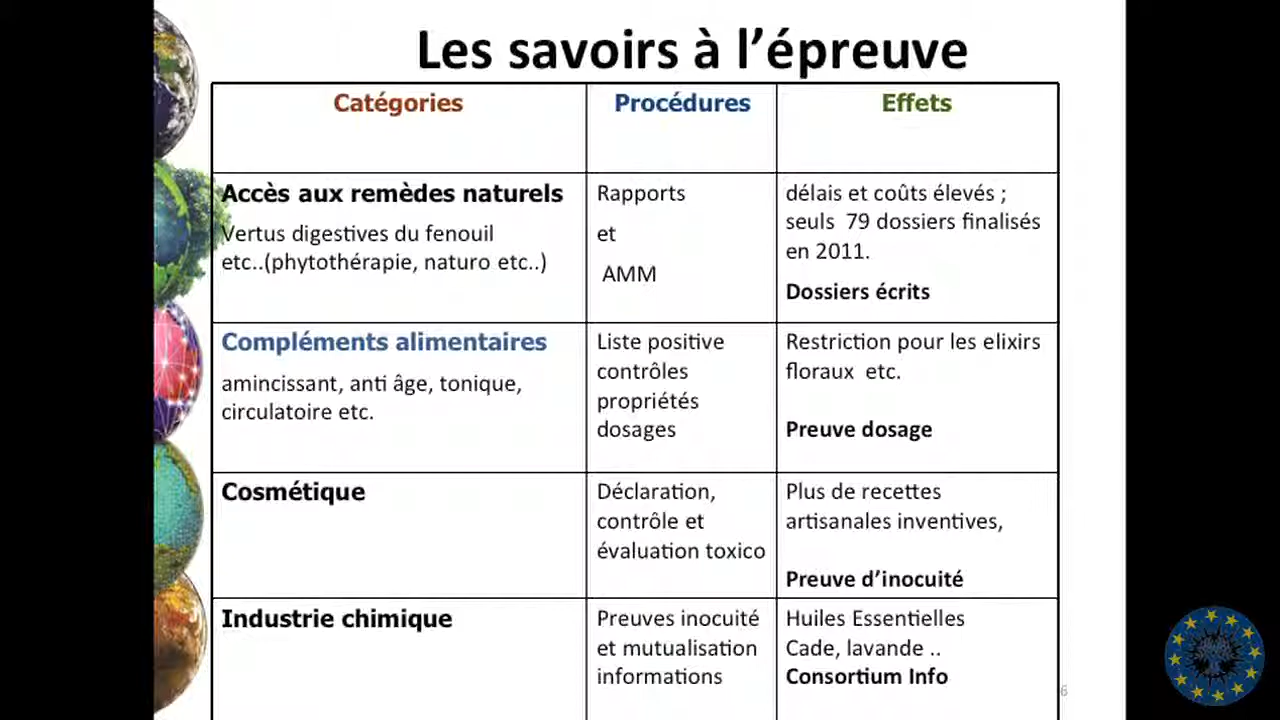 Les savoirs à l’épreuve
Catégories
Procédures
Effets
Accès aux remèdes naturels
Vertus digestives du fenouil
etc..(phytothérapie, naturo etc..)
Rapports
et
AMM
délais et coûts élevés ;
seuls 79 dossiers finalisés
en 2011.
Dossiers écrits
Compléments alimentaires
amincissant, anti âge, tonique,
circulatoire etc.
Liste positive
contrôles
propriétés
dosages
Restriction pour les elixirs
floraux etc.
Preuve dosage
Cosmétique
Déclaration,
contrôle et
évaluation toxico
Plus de recettes
artisanales inventives,
Preuve d’inocuité
Industrie chimique
Preuves inocuité
et mutualisation
informations
Huiles Essentielles
Cade, lavande ..
Consortium Info
6